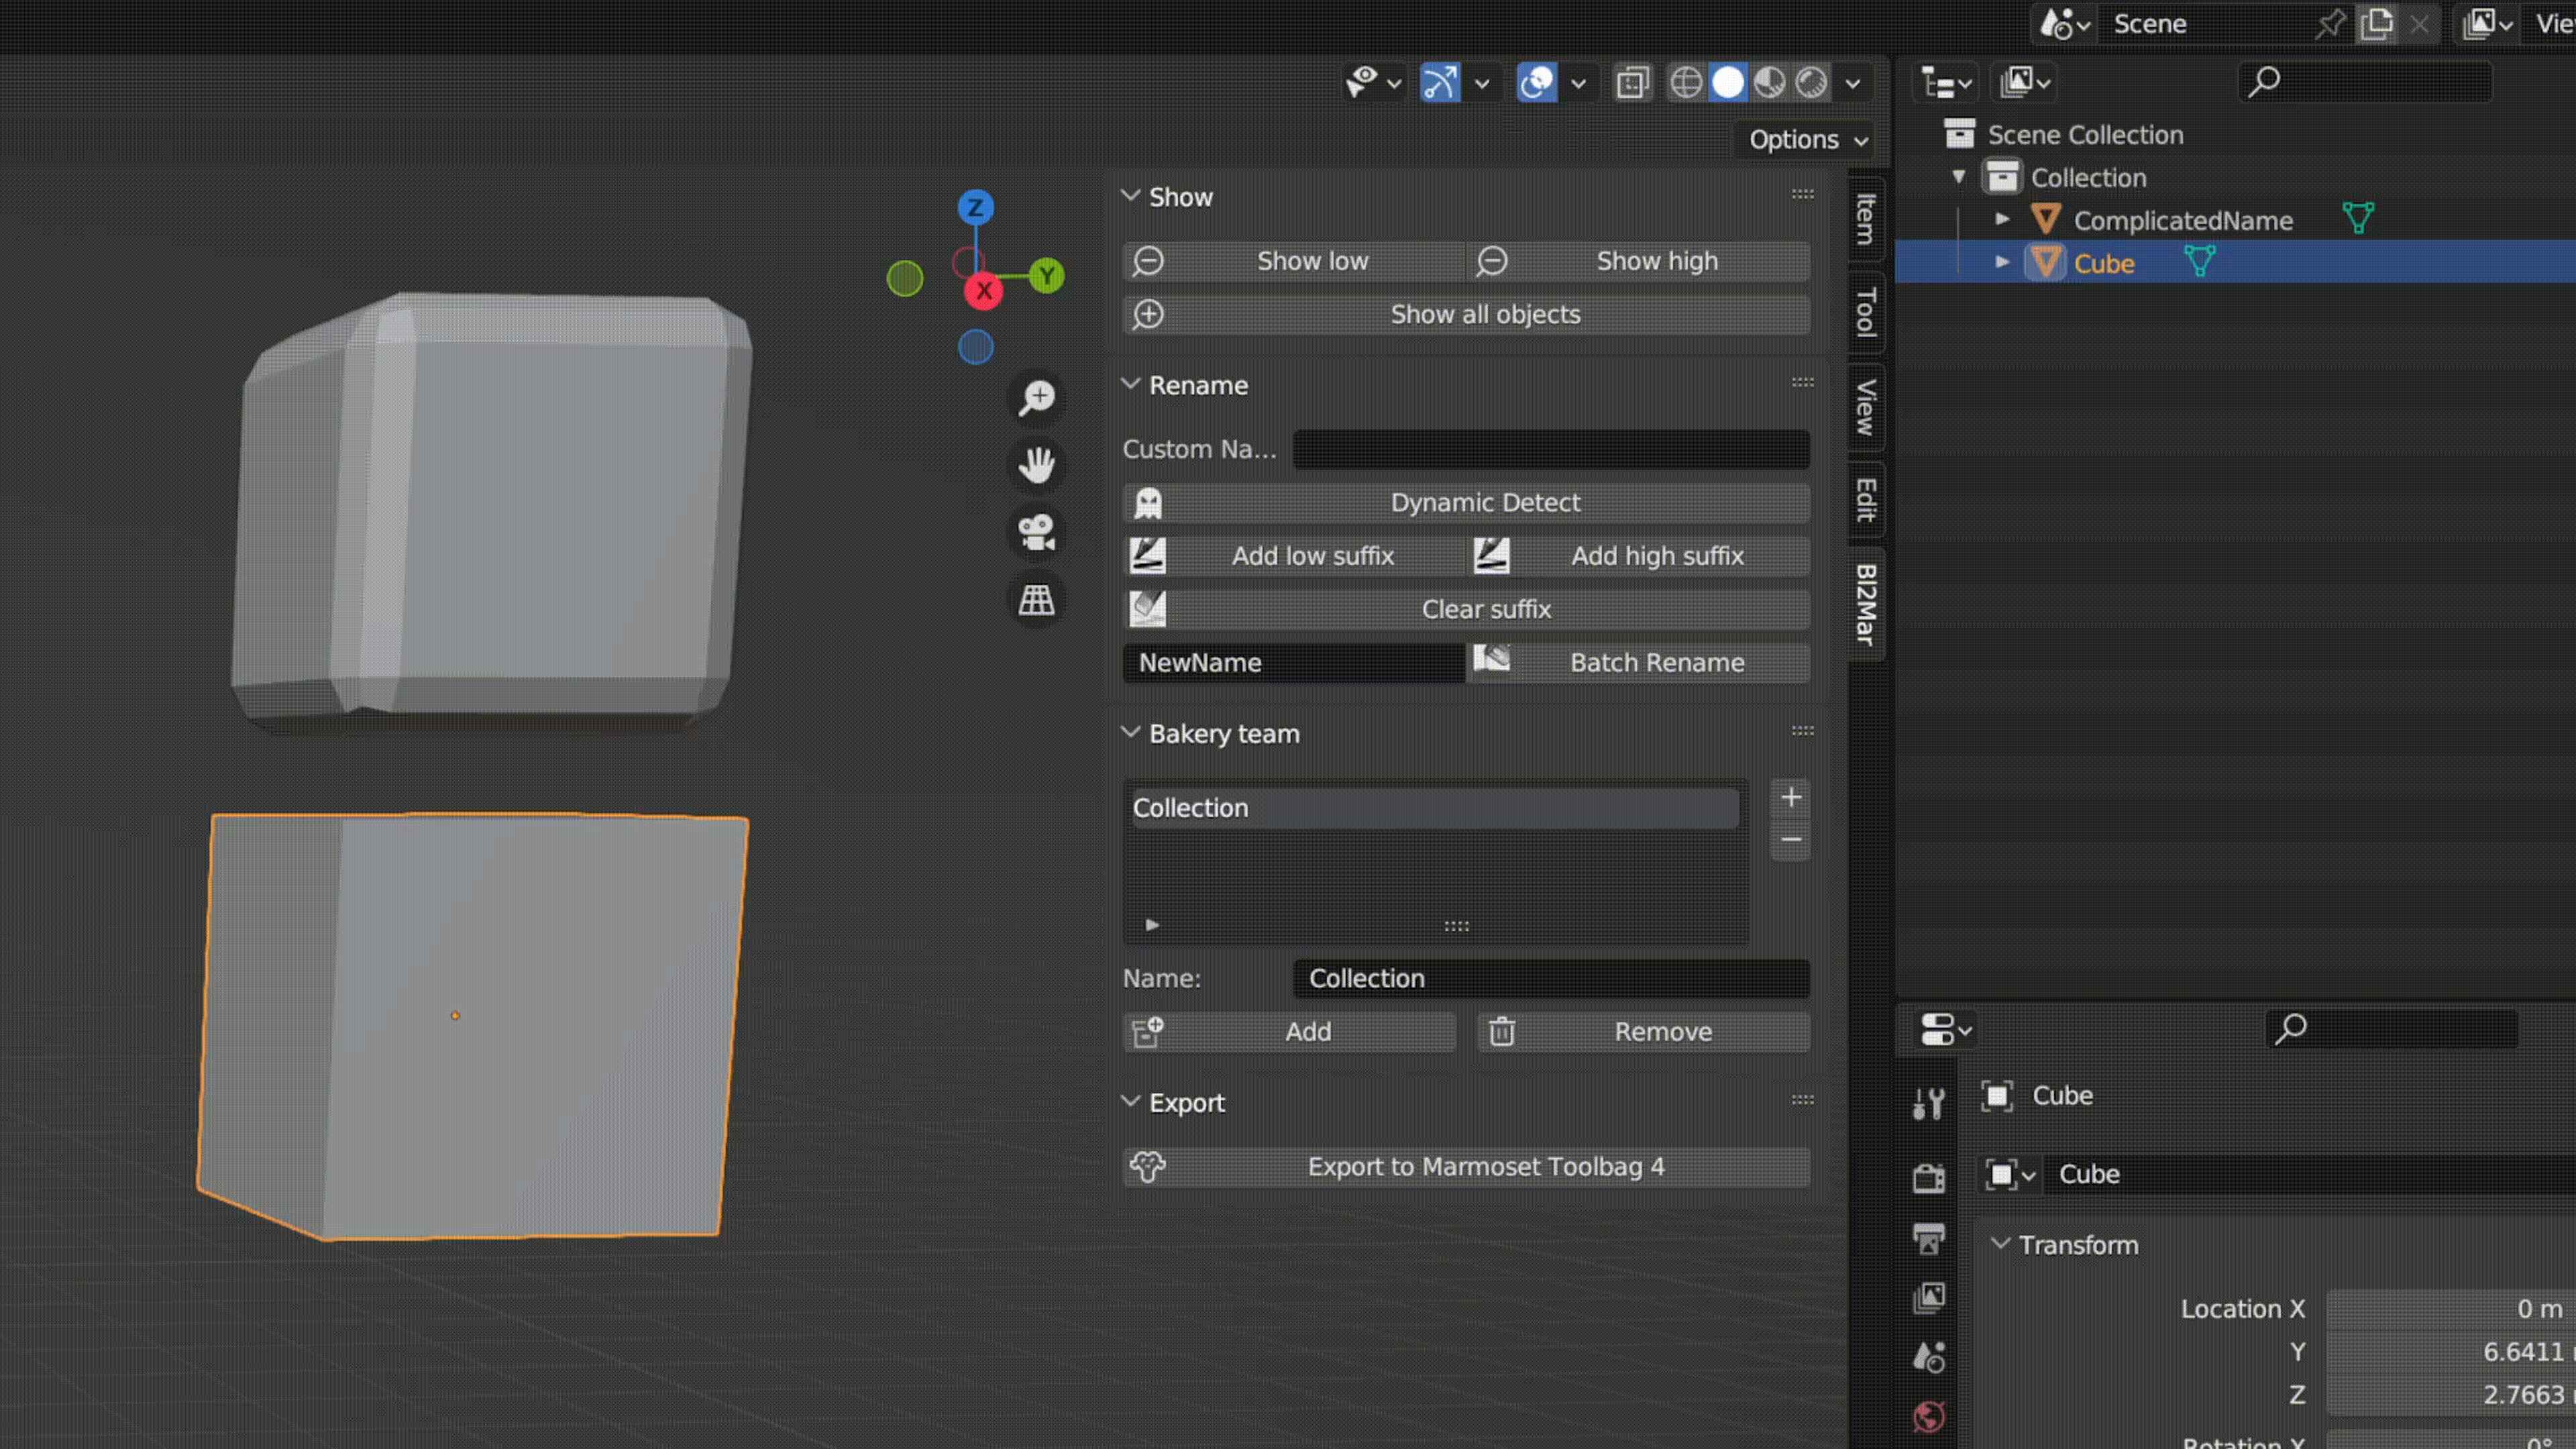 Scene
Vie
Options
Z
Y
X
Show
Show low
Show high
Show all objects
Rename
Custom Na...
Dynamic Detect
Add low suffix
Add high suffix
Clear suffix
NewName
Batch Rename
Bakery team
Collection
Name:
Collection
Add
Remove
Export
Export to Marmoset Toolbag 4
Item
Tool
View
Edit
Bl2Mar
Scene Collection
Collection
ComplicatedName
Cube
Cube
Cube
Transform
Location X
0 m
Y
6.6411
Z
2.7663
Rotation X
0°